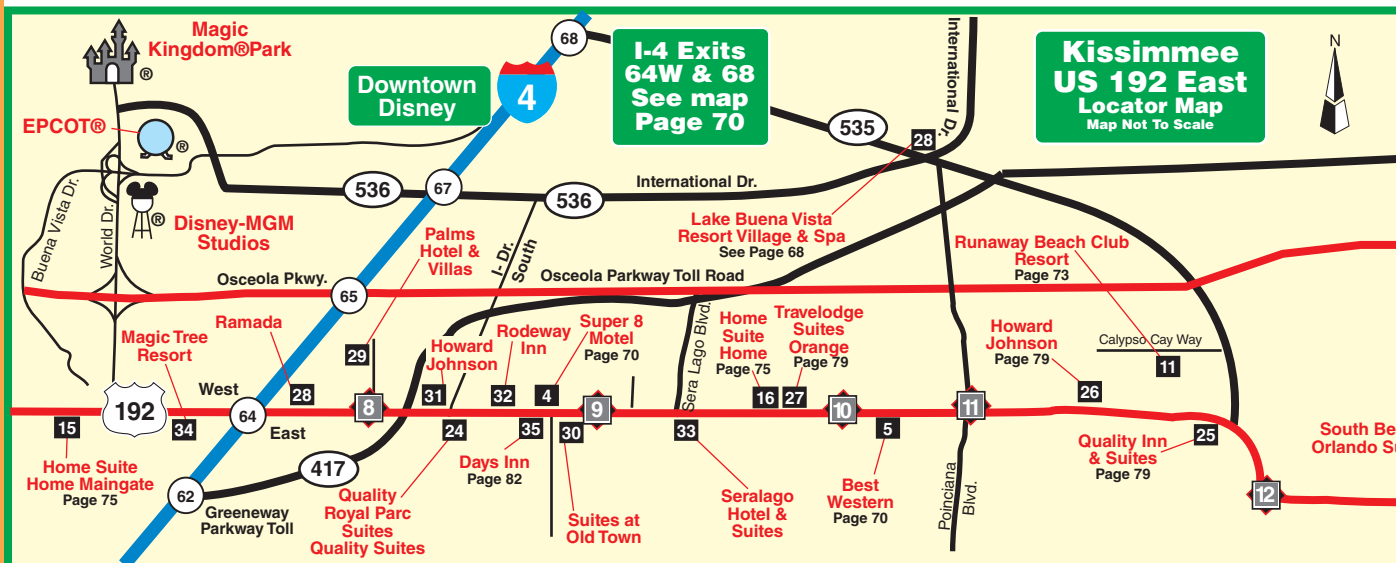 Magic
Kingdom®Park
®
EPCOT®
®
Disney-MGM
Studios
®
Buena Vista Dr.
World Dr.
Downtown
Disney
4
68
I-4 Exits
64W & 68
See map
Page 70
International Dr.
Kissimmee
US 192 East
Locator Map
Map Not To Scale
N
535
28
536
67
536
International Dr.
Lake Buena Vista
Resort Village & Spa
See Page 68
Palms
Hotel &
Villas
I- Dr.
South
Runaway Beach Club
Resort
Page 73
Osceola Pkwy.
65
Osceola Parkway Toll Road
Magic Tree
Resort
Ramada
29
Howard
Johnson
Rodeway
Inn
Super 8
Motel
Page 70
Sera Lago Blvd.
Home
Suite
Home
Page 75
Travelodge
Suites
Orange
Page 79
Howard
Johnson
Page 79
Calypso Cay Way
11
West
28
31
32
4
16
27
26
192
64
8
9
10
11
East
15
34
24
35
30
33
5
25
Home Suite
Home Maingate
Page 75
62
417
Greeneway
Parkway Toll
Quality
Royal Parc
Suites
Quality Suites
Days Inn
Page 82
Suites at
Old Town
Seralago
Hotel &
Suites
Best
Western
Page 70
Poinciana
Blvd.
Quality Inn
& Suites
Page 79
12
South Be
Orlando Su